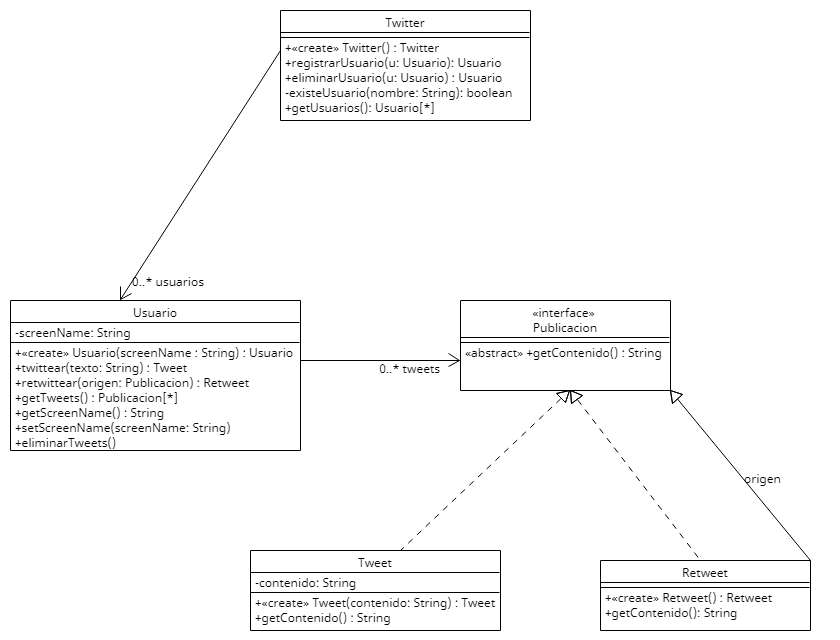 Twitter
+«create» Twitter() : Twitter
+registrarUsuario(u: Usuario): Usuario
+eliminarUsuario(u: Usuario) : Usuario
-existeUsuario(nombre: String): boolean
+getUsuarios(): Usuario[*]
0..* usuarios
Usuario
-screenName: String
+«create» Usuario(screenName : String) : Usuario
+twittear(texto: String) : Tweet
+retwittear(origen: Publicacion) : Retweet
+getTweets() : Publicacion[*]
+getScreenName() : String
+setScreenName(screenName: String)
+eliminarTweets()
0..* tweets
«interface»
Publicacion
«abstract» +getContenido() : String
origen
Tweet
-contenido: String
+«create» Tweet(contenido: String) : Tweet
+getContenido() : String
Retweet
+«create» Retweet() : Retweet
+getContenido(): String